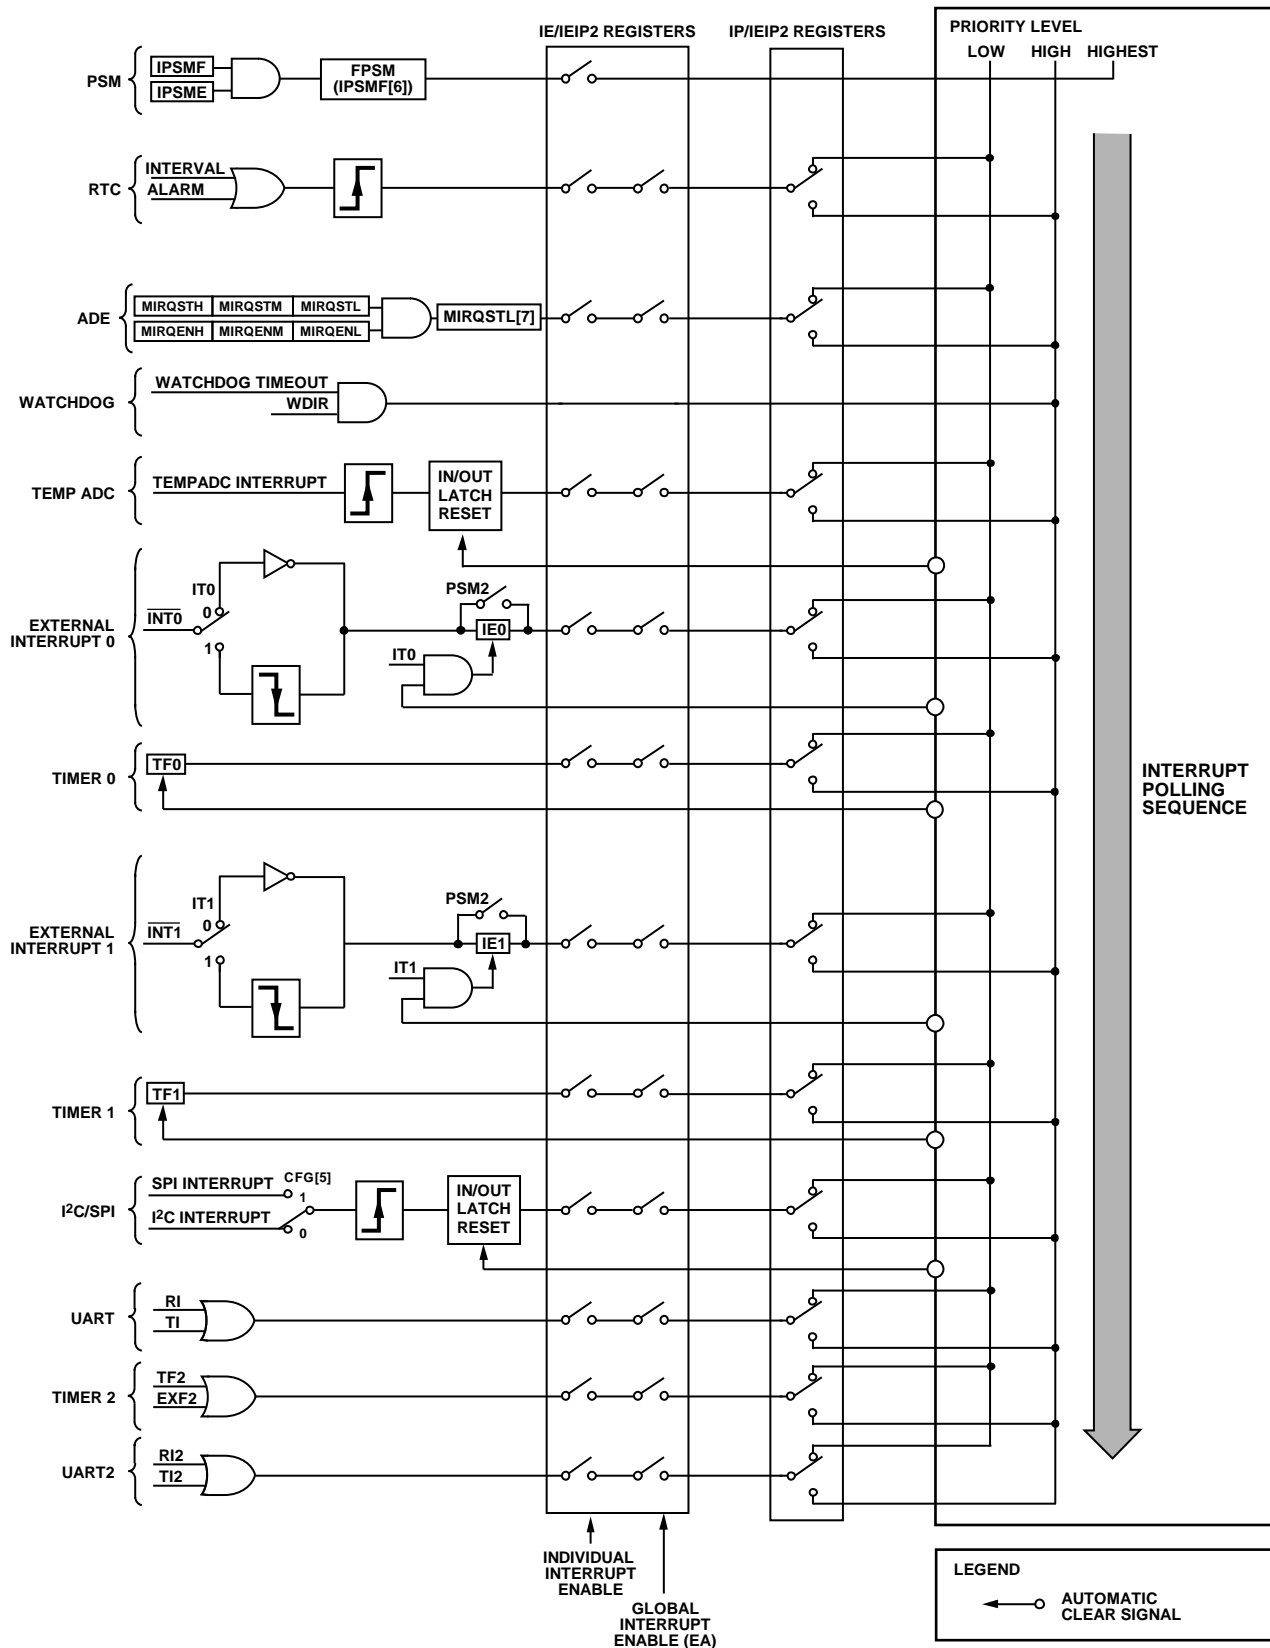 IE/IEIP2 REGISTERS
IP/IEIP2 REGISTERS
PRIORITY LEVEL
LOW
HIGH
HIGHEST
PSM
IPSMF
IPSME
FPSM
(IPSMF[6])
RTC
INTERVAL
ALARM
ADE
MIRQSTH
MIRQSTM
MIRQSTL
MIRQENH
MIRQENM
MIRQENL
MIRQSTL[7]
WATCHDOG
WATCHDOG TIMEOUT
WDIR
TEMP ADC
TEMPADC INTERRUPT
IN/OUT
LATCH
RESET
EXTERNAL
INTERRUPT 0
INT0
IT0
0
1
PSM2
IE0
IT0
TIMER 0
TF0
INTERRUPT
POLLING
SEQUENCE
EXTERNAL
INTERRUPT 1
INT1
IT1
0
1
PSM2
IE1
IT1
TIMER 1
TF1
I2C/SPI
SPI INTERRUPT
I2C INTERRUPT
CFG[5]
1
0
IN/OUT
LATCH
RESET
UART
RI
TI
TIMER 2
TF2
EXF2
UART2
RI2
TI2
INDIVIDUAL
INTERRUPT
ENABLE
GLOBAL
INTERRUPT
ENABLE (EA)
LEGEND
AUTOMATIC
CLEAR SIGNAL